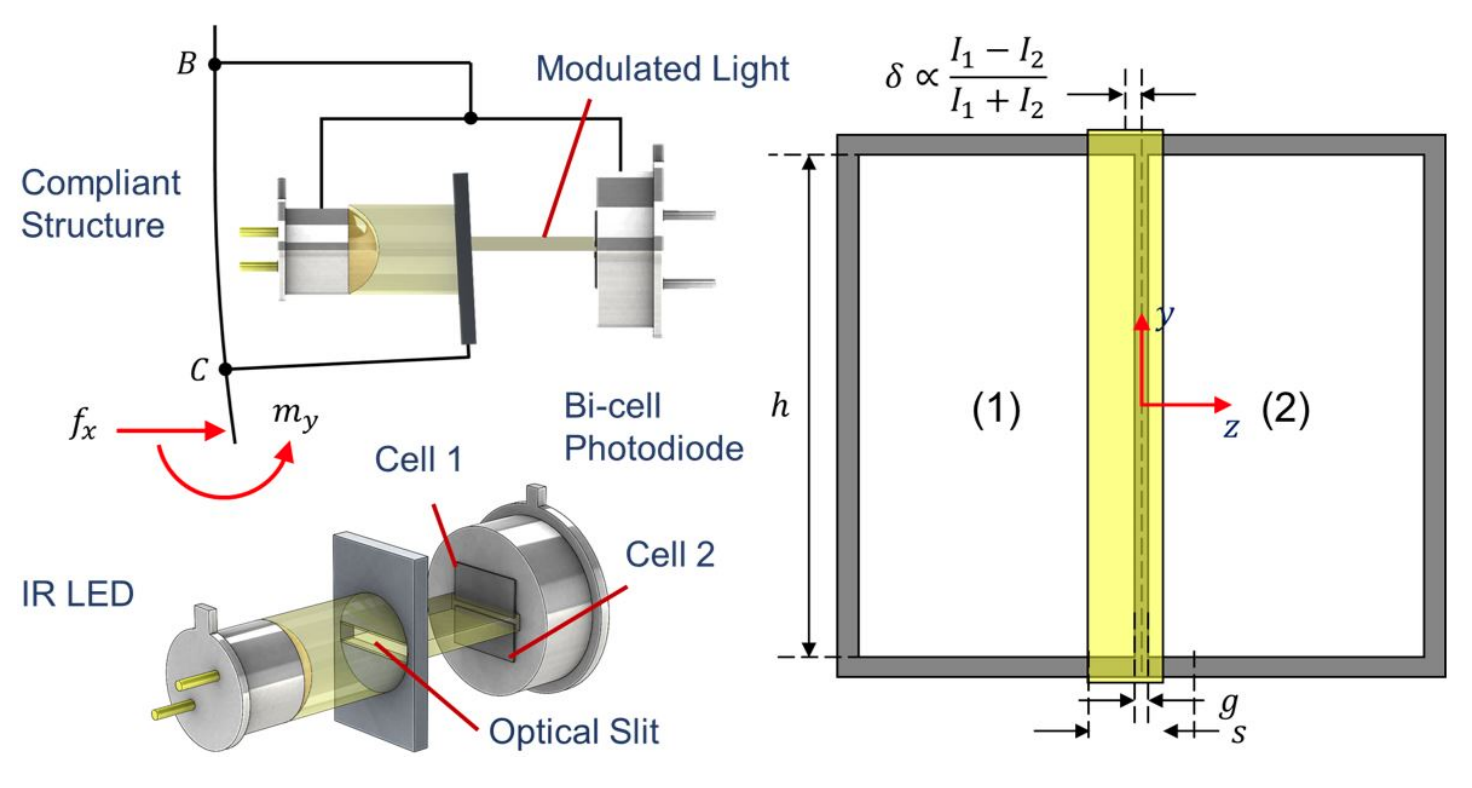 B
Modulated Light
Compliant
Structure
C
f_x
m_y
Bi-cell
Photodiode
Cell 1
Cell 2
IR LED
Optical Slit
δ ∝ (I_1 − I_2)/(I_1 + I_2)
y
h
(1)
(2)
z
g
s